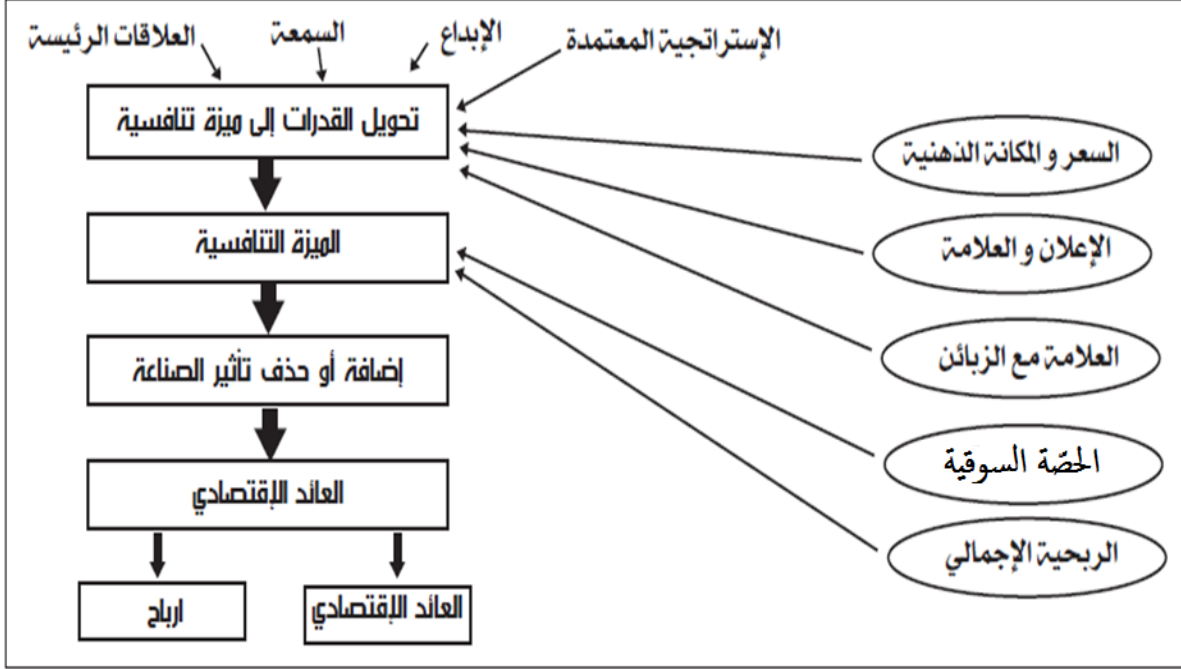 الإستراتجية المعتمدة
الإبداع
السمعة
العلاقات الرئيسة
تحويل القدرات إلى ميزة تنافسية
السعر و المكانة الذهنية
الميزة التنافسية
الإعلان و العلامة
إضافة أو حذف تأثير الصناعة
العلامة مع الزبائن
العائد الإقتصادي
الحصّة السوقية
الربحية الإجمالي
العائد الإقتصادي
ارباح